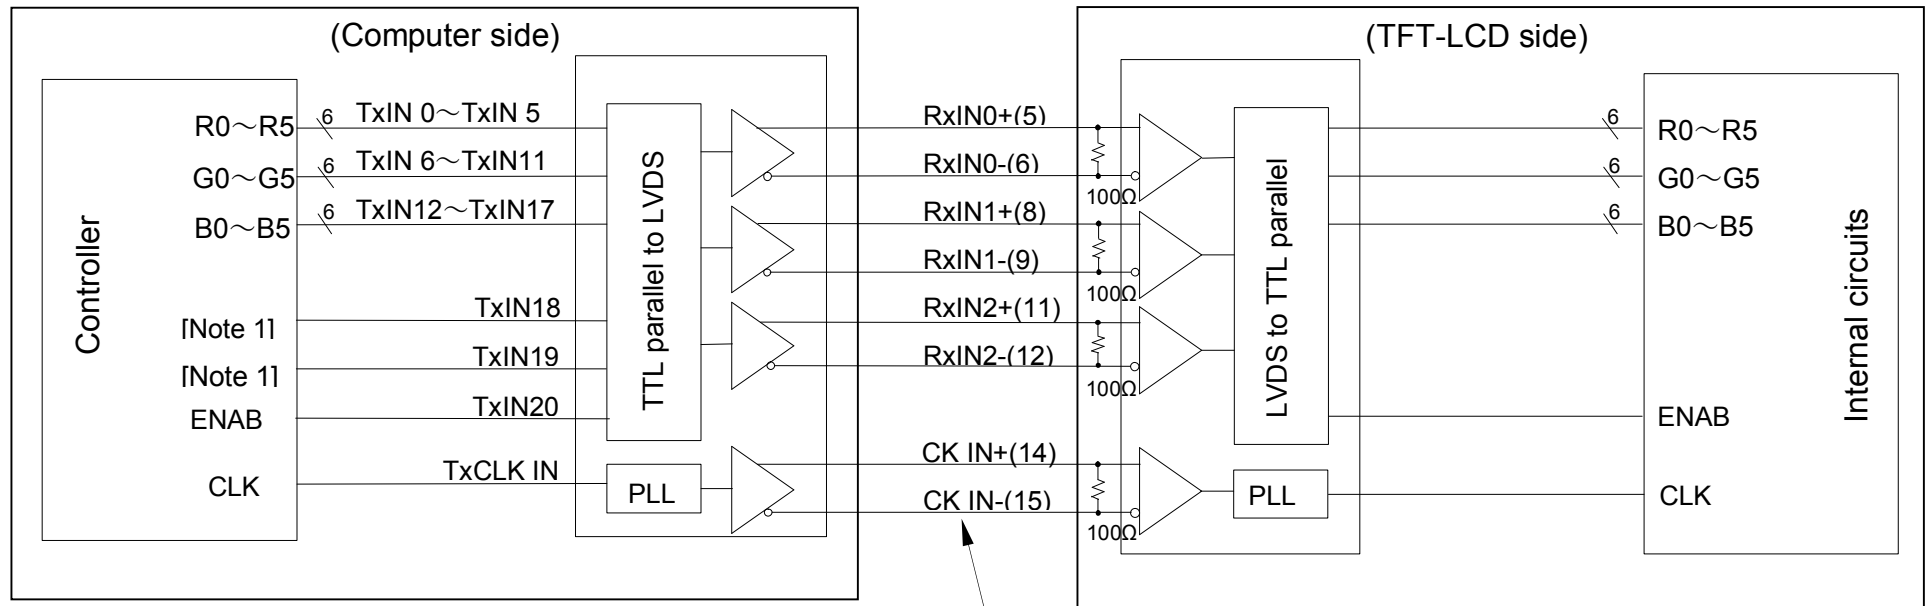 (Computer side)
(TFT-LCD side)
Controller
R0～R5
G0～G5
B0～B5
[Note 1]
[Note 1]
ENAB
CLK
6
6
6
TxIN 0～TxIN 5
TxIN 6～TxIN11
TxIN12～TxIN17
TxIN18
TxIN19
TxIN20
TxCLK IN
TTL parallel to LVDS
PLL
RxIN0+(5)
RxIN0-(6)
RxIN1+(8)
RxIN1-(9)
RxIN2+(11)
RxIN2-(12)
CK IN+(14)
CK IN-(15)
100Ω
100Ω
100Ω
100Ω
LVDS to TTL parallel
PLL
6
6
6
R0～R5
G0～G5
B0～B5
ENAB
CLK
Internal circuits